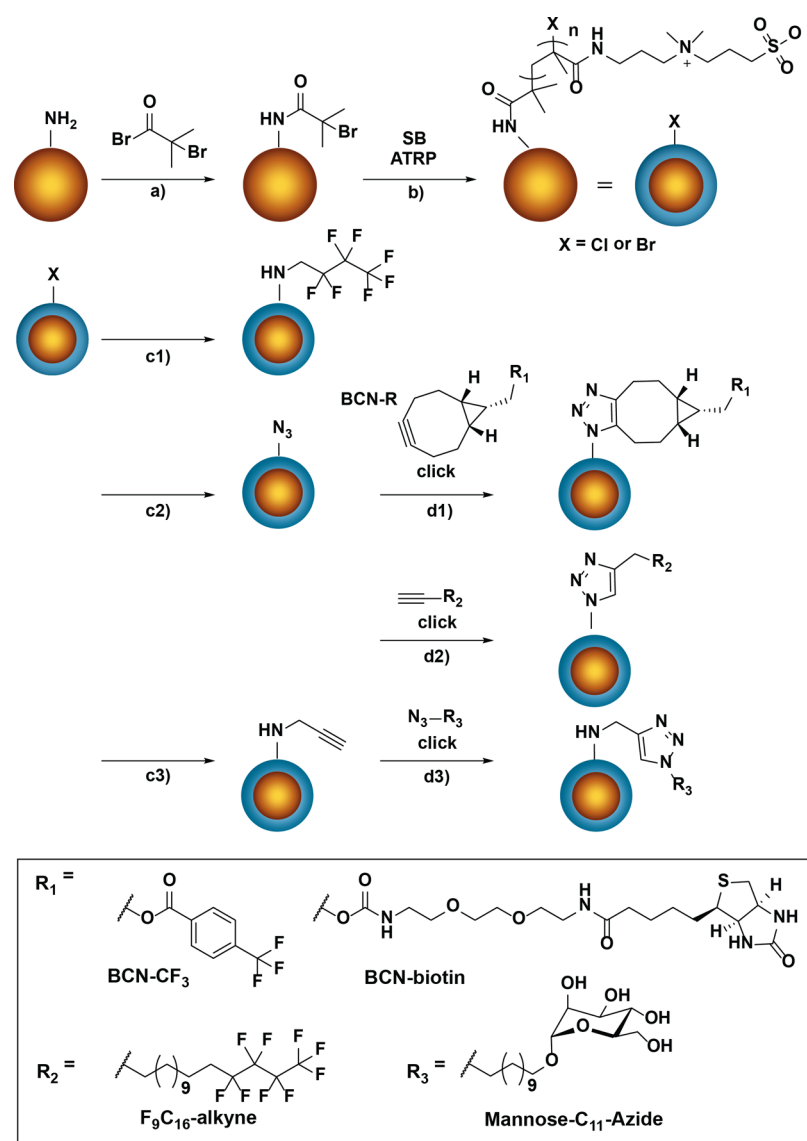 X
n
H
N
N
+
O
S
O
O
O
NH2
O
Br
Br
a)
O
HN
Br
SB
ATRP
b)
O
HN
X
=
X = Cl or Br
X
c1)
HN
F F F F
F F F
N3
c2)
BCN-R
H
R1
H
click
d1)
N
N
N
H
R1
H
R2
click
d2)
N
N
N
R2
HN
c3)
N3–R3
click
d3)
HN
N
N
N
R3
R1 =
O
O
F
F
F
BCN-CF3
O
O
N
H
O
O
H
N
O
S
H
H
NH
HN
O
BCN-biotin
R2 =
9
F F F F F
F
F F F
F9C16-alkyne
R3 =
9
O
OH
OH
HO
OH
O
OH
Mannose-C11-Azide